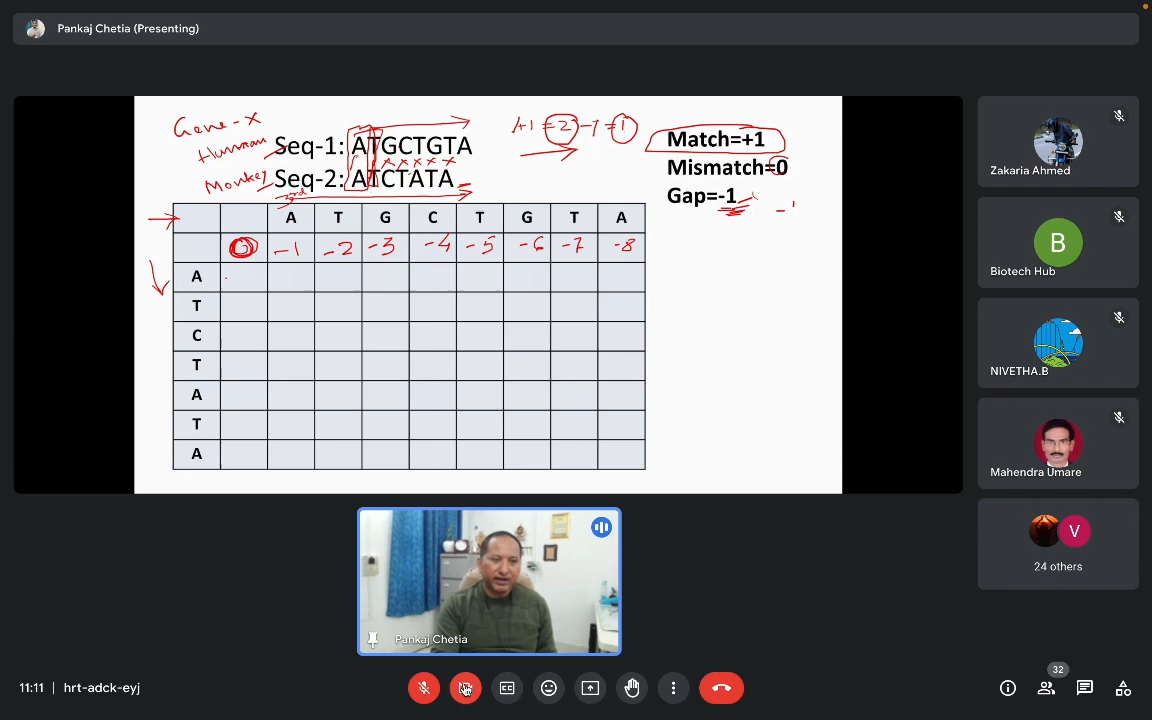 Pankaj Chetia (Presenting)
Gene-X
Human Seq-1: ATGCTGTA
Monkey Seq-2: ATCTATA
+1 = 2 -1 = 1
Match=+1
Mismatch=0
Gap=-1
A T G C T G T A
0 -1 -2 -3 -4 -5 -6 -7 -8
A
T
C
T
A
T
A
Zakaria Ahmed
B
Biotech Hub
NIVETHA.B
Mahendra Umare
V
24 others
Pankaj Chetia
11:11 | hrt-adck-eyj
CC
32